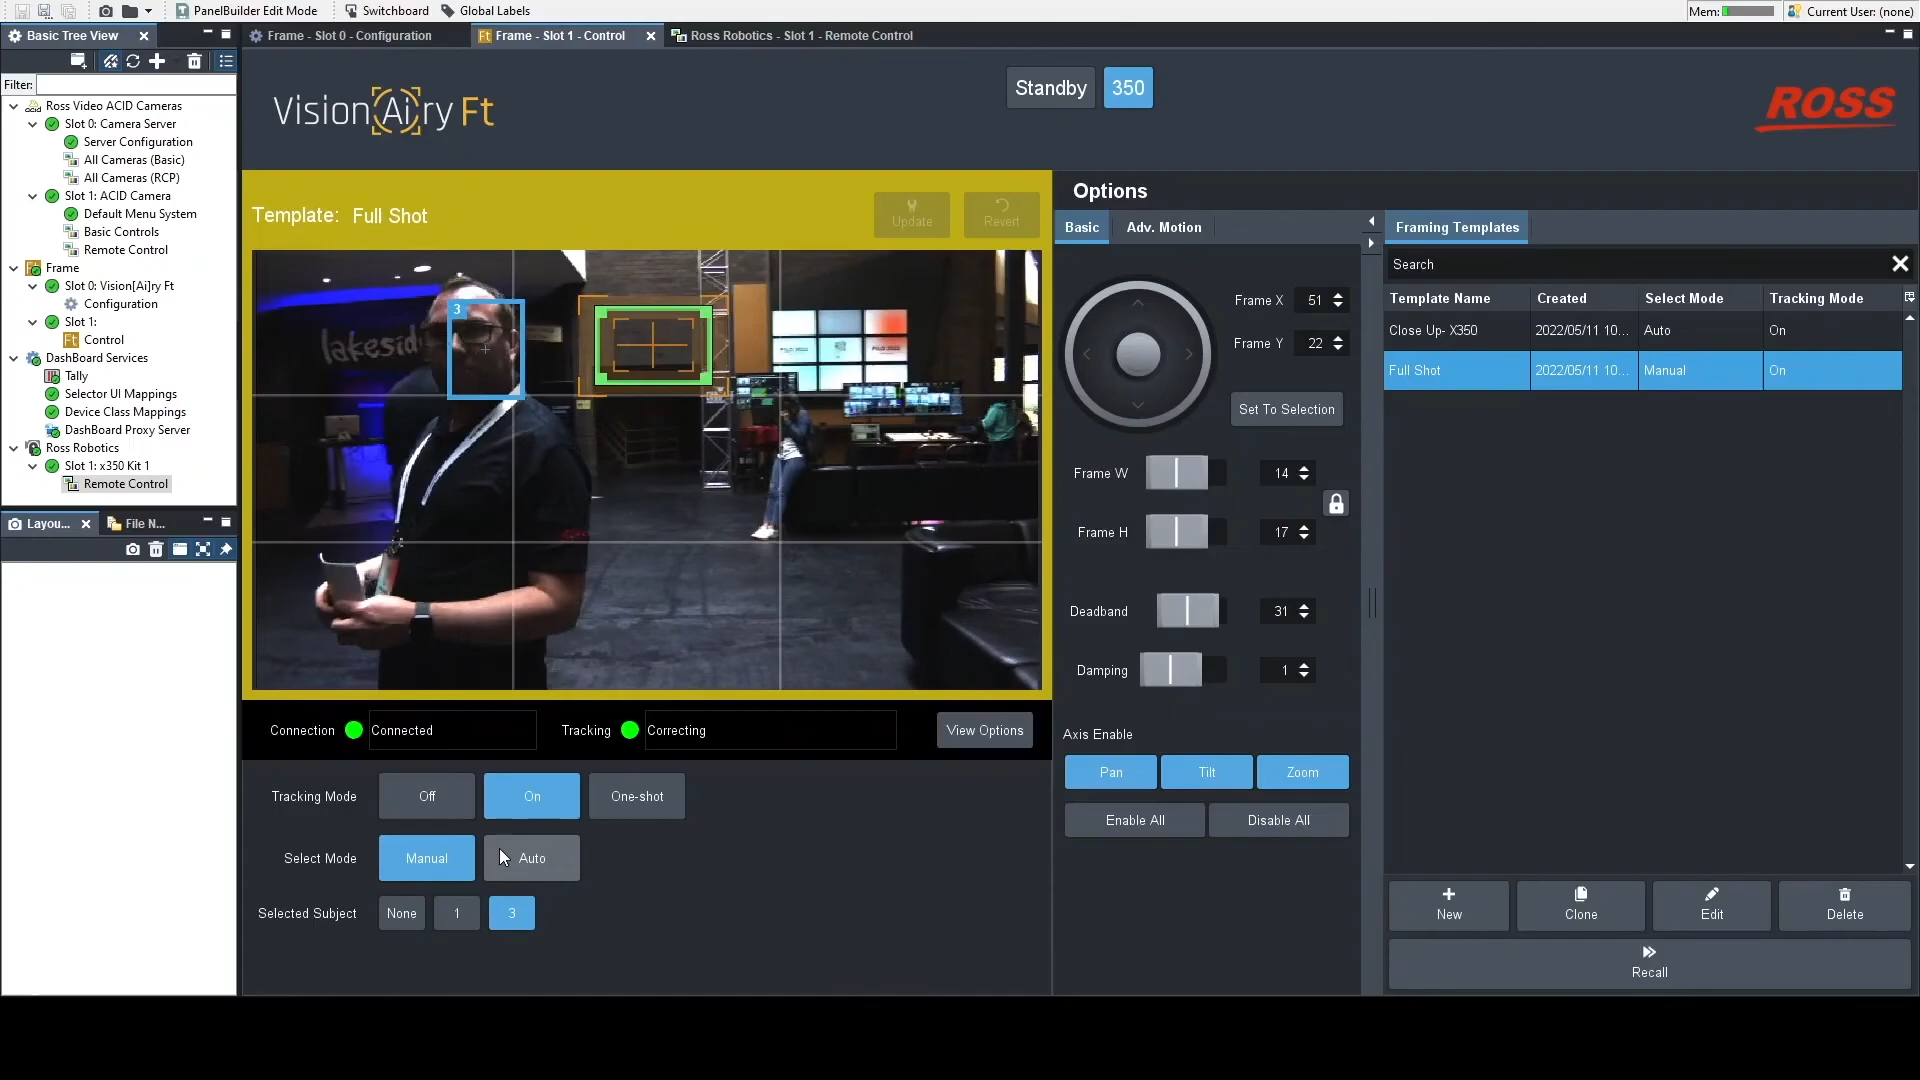 PanelBuilder Edit Mode
Switchboard
Global Labels
Mem:
Current User: (none)
Basic Tree View
Frame - Slot 0 - Configuration
Ft Frame - Slot 1 - Control
Ross Robotics - Slot 1 - Remote Control
Filter:
Ross Video ACID Cameras
Slot 0: Camera Server
Server Configuration
All Cameras (Basic)
All Cameras (RCP)
Slot 1: ACID Camera
Default Menu System
Basic Controls
Remote Control
Frame
Slot 0: Vision[Ai]ry Ft
Configuration
Slot 1:
Ft Control
DashBoard Services
Tally
Selector UI Mappings
Device Class Mappings
DashBoard Proxy Server
Ross Robotics
Slot 1: x350 Kit 1
Remote Control
Layou...
File N...
Vision[Ai]ry Ft
Standby
350
ROSS
Template: Full Shot
Update
Revert
3
lakesid
Connection
Connected
Tracking
Correcting
View Options
Tracking Mode
Off
On
One-shot
Select Mode
Manual
Auto
Selected Subject
None
1
3
Options
Basic
Adv. Motion
Frame X 51
Frame Y 22
Set To Selection
Frame W 14
Frame H 17
Deadband 31
Damping 1
Axis Enable
Pan
Tilt
Zoom
Enable All
Disable All
Framing Templates
Search
Template Name Created Select Mode Tracking Mode
Close Up- X350 2022/05/11 10... Auto On
Full Shot 2022/05/11 10... Manual On
New
Clone
Edit
Delete
Recall